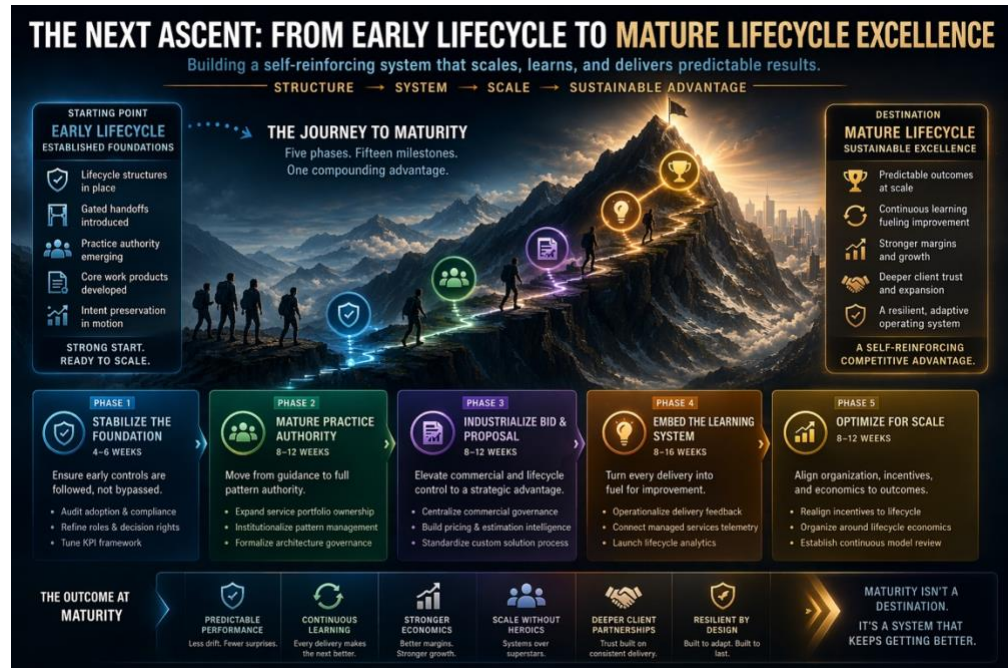 THE NEXT ASCENT: FROM EARLY LIFECYCLE TO MATURE LIFECYCLE EXCELLENCE
Building a self-reinforcing system that scales, learns, and delivers predictable results.
STRUCTURE → SYSTEM → SCALE → SUSTAINABLE ADVANTAGE
STARTING POINT
EARLY LIFECYCLE
ESTABLISHED FOUNDATIONS
Lifecycle structures
in place
Gated handoffs
introduced
Practice authority
emerging
Core work products
developed
Intent preservation
in motion
STRONG START.
READY TO SCALE.
THE JOURNEY TO MATURITY
Five phases. Fifteen milestones.
One compounding advantage.
DESTINATION
MATURE LIFECYCLE
SUSTAINABLE EXCELLENCE
Predictable outcomes
at scale
Continuous learning
fueling improvement
Stronger margins
and growth
Deeper client trust
and expansion
A resilient, adaptive
operating system
A SELF-REINFORCING
COMPETITIVE ADVANTAGE.
PHASE 1
STABILIZE THE
FOUNDATION
4–6 WEEKS
Ensure early controls are
followed, not bypassed.
• Audit adoption & compliance
• Refine roles & decision rights
• Tune KPI framework
PHASE 2
MATURE PRACTICE
AUTHORITY
8–12 WEEKS
Move from guidance to full
pattern authority.
• Expand service portfolio ownership
• Institutionalize pattern management
• Formalize architecture governance
PHASE 3
INDUSTRIALIZE BID &
PROPOSAL
8–12 WEEKS
Elevate commercial and lifecycle
control to a strategic advantage.
• Centralize commercial governance
• Build pricing & estimation intelligence
• Standardize custom solution process
PHASE 4
EMBED THE LEARNING
SYSTEM
8–16 WEEKS
Turn every delivery into
fuel for improvement.
• Operationalize delivery feedback
• Connect managed services telemetry
• Launch lifecycle analytics
PHASE 5
OPTIMIZE FOR SCALE
8–12 WEEKS
Align organization, incentives,
and economics to outcomes.
• Realign incentives to lifecycle
• Organize around lifecycle economics
• Establish continuous model review
THE OUTCOME AT
MATURITY
PREDICTABLE
PERFORMANCE
Less drift. Fewer surprises.
CONTINUOUS
LEARNING
Every delivery makes
the next better.
STRONGER
ECONOMICS
Better margins.
Stronger growth.
SCALE WITHOUT
HEROICS
Systems over
superstars.
DEEPER CLIENT
PARTNERSHIPS
Trust built on
consistent delivery.
RESILIENT BY
DESIGN
Built to adapt. Built to
last.
MATURITY ISN'T A
DESTINATION.
IT'S A SYSTEM THAT
KEEPS GETTING BETTER.